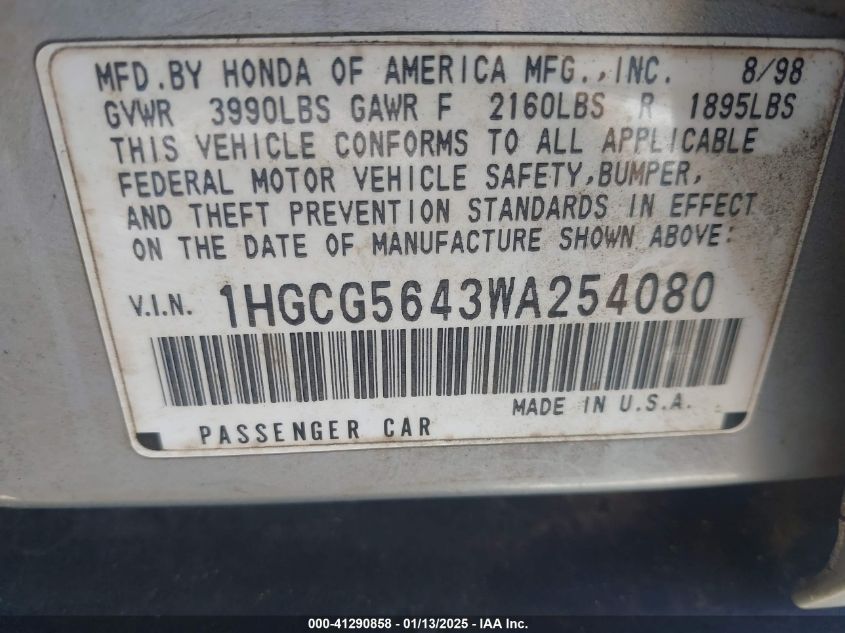 MFD.BY HONDA OF AMERICA MFG.,INC. 8/98
GVWR 3990LBS GAWR F 2160LBS R 1895LBS
THIS VEHICLE CONFORMS TO ALL APPLICABLE
FEDERAL MOTOR VEHICLE SAFETY,BUMPER,
AND THEFT PREVENTION STANDARDS IN EFFECT
ON THE DATE OF MANUFACTURE SHOWN ABOVE:
V.I.N. 1HGCG5643WA254080
MADE IN U.S.A.
PASSENGER CAR
000-41290858 - 01/13/2025 - IAA Inc.